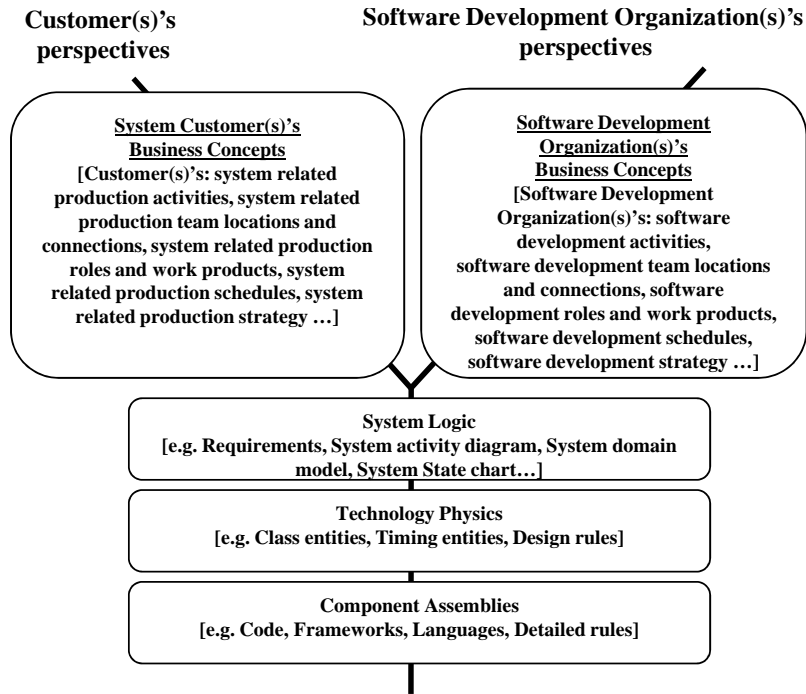 Customer(s)'s
perspectives
Software Development Organization(s)'s
perspectives
System Customer(s)'s
Business Concepts
[Customer(s)'s: system related
production activities, system related
production team locations and
connections, system related production
roles and work products, system
related production schedules, system
related production strategy …]
Software Development
Organization(s)'s
Business Concepts
[Software Development
Organization(s)'s: software
development activities,
software development team locations
and connections, software
development roles and work products,
software development schedules,
software development strategy …]
System Logic
[e.g. Requirements, System activity diagram, System domain
model, System State chart…]
Technology Physics
[e.g. Class entities, Timing entities, Design rules]
Component Assemblies
[e.g. Code, Frameworks, Languages, Detailed rules]